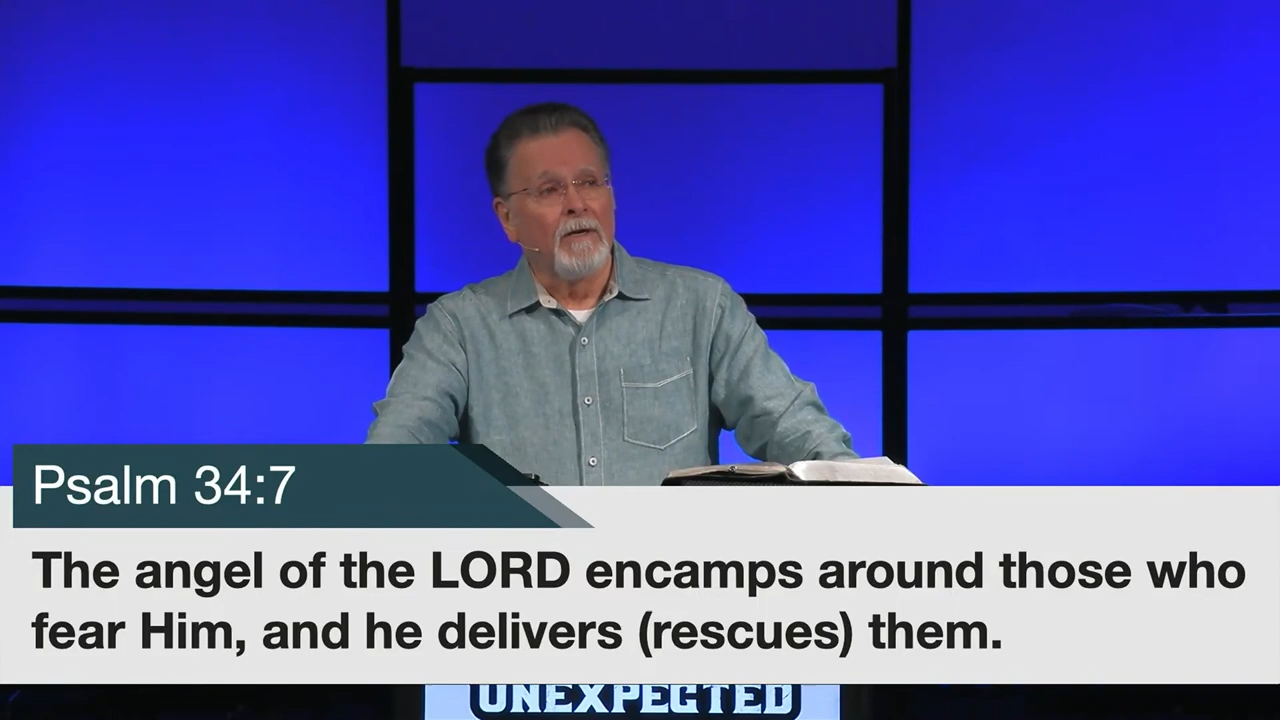 Psalm 34:7
The angel of the LORD encamps around those who
fear Him, and he delivers (rescues) them.
UNEXPECTED